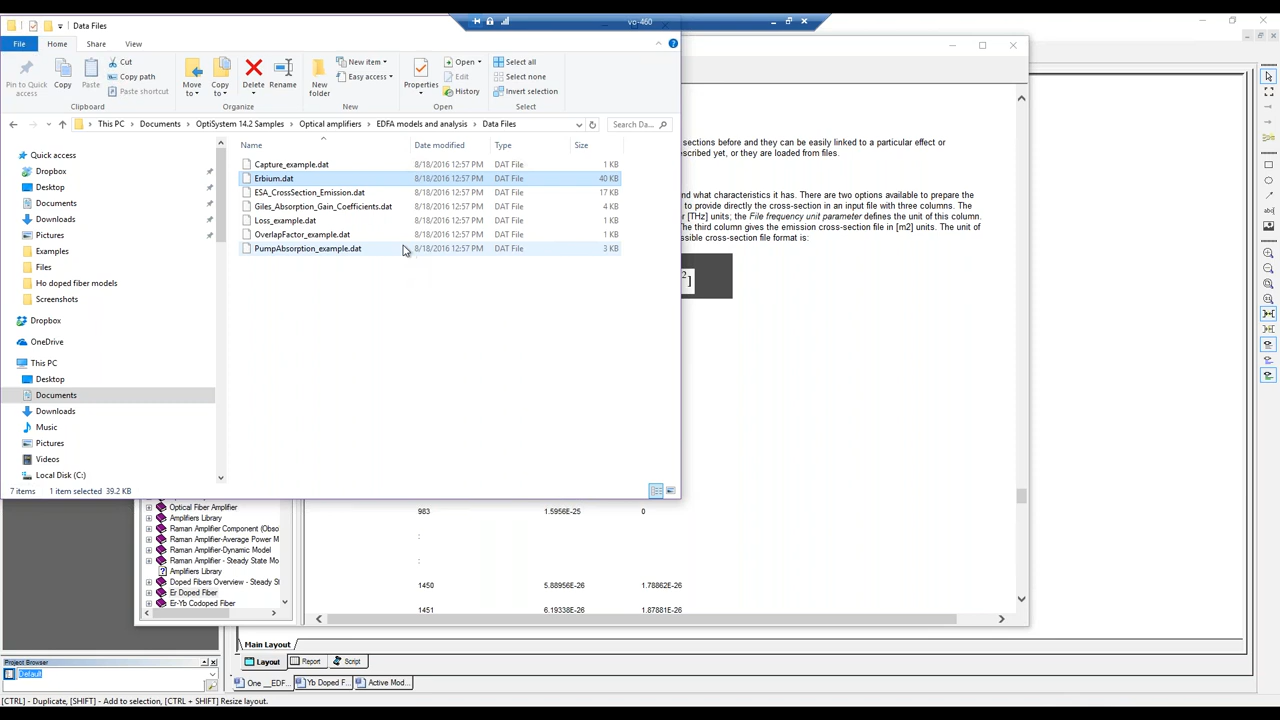 Data Files
vo-460
File
Home
Share
View
Pin to Quick access
Copy
Paste
Cut
Copy path
Paste shortcut
Clipboard
Move to
Copy to
Delete
Rename
Organize
New folder
New item
Easy access
New
Properties
Open
Edit
History
Open
Select all
Select none
Invert selection
Select
This PC > Documents > OptiSystem 14.2 Samples > Optical amplifiers > EDFA models and analysis > Data Files
Search Da...
Name Date modified Type Size
Capture_example.dat 8/18/2016 12:57 PM DAT File 1 KB
Erbium.dat 8/18/2016 12:57 PM DAT File 40 KB
ESA_CrossSection_Emission.dat 8/18/2016 12:57 PM DAT File 17 KB
Giles_Absorption_Gain_Coefficients.dat 8/18/2016 12:57 PM DAT File 4 KB
Loss_example.dat 8/18/2016 12:57 PM DAT File 1 KB
OverlapFactor_example.dat 8/18/2016 12:57 PM DAT File 1 KB
PumpAbsorption_example.dat 8/18/2016 12:57 PM DAT File 3 KB
Quick access
Dropbox
Desktop
Documents
Downloads
Examples
Files
Ho doped fiber models
Screenshots
Dropbox
OneDrive
This PC
Desktop
Documents
Downloads
Music
Pictures
Videos
Local Disk (C:)
7 items 1 item selected 39.2 KB
sections before and they can be easily linked to a particular effect or
scribed yet, or they are loaded from files.
nd what characteristics it has. There are two options available to prepare the
to provide directly the cross-section in an input file with three columns. The
r [THz] units; the File frequency unit parameter defines the unit of this column.
The third column gives the emission cross-section file in [m2] units. The unit of
ssible cross-section file format is:
2]
Optical Fiber Amplifier
Amplifiers Library
Raman Amplifier Component (Obso
Raman Amplifier-Average Power M
Raman Amplifier-Dynamic Model
Raman Amplifier - Steady State Mo
Amplifiers Library
Doped Fibers Overview - Steady St
Er Doped Fiber
Er-Yb Codoped Fiber
983 1.5956E-25 0
:
:
1450 5.88956E-26 1.78862E-26
1451 6.19338E-26 1.87881E-26
abc
Main Layout
Layout Report Script
Project Browser
Default
One __EDF... Yb Doped F... Active Mod...
[CTRL] - Duplicate, [SHIFT] - Add to selection, [CTRL + SHIFT] Resize layout.